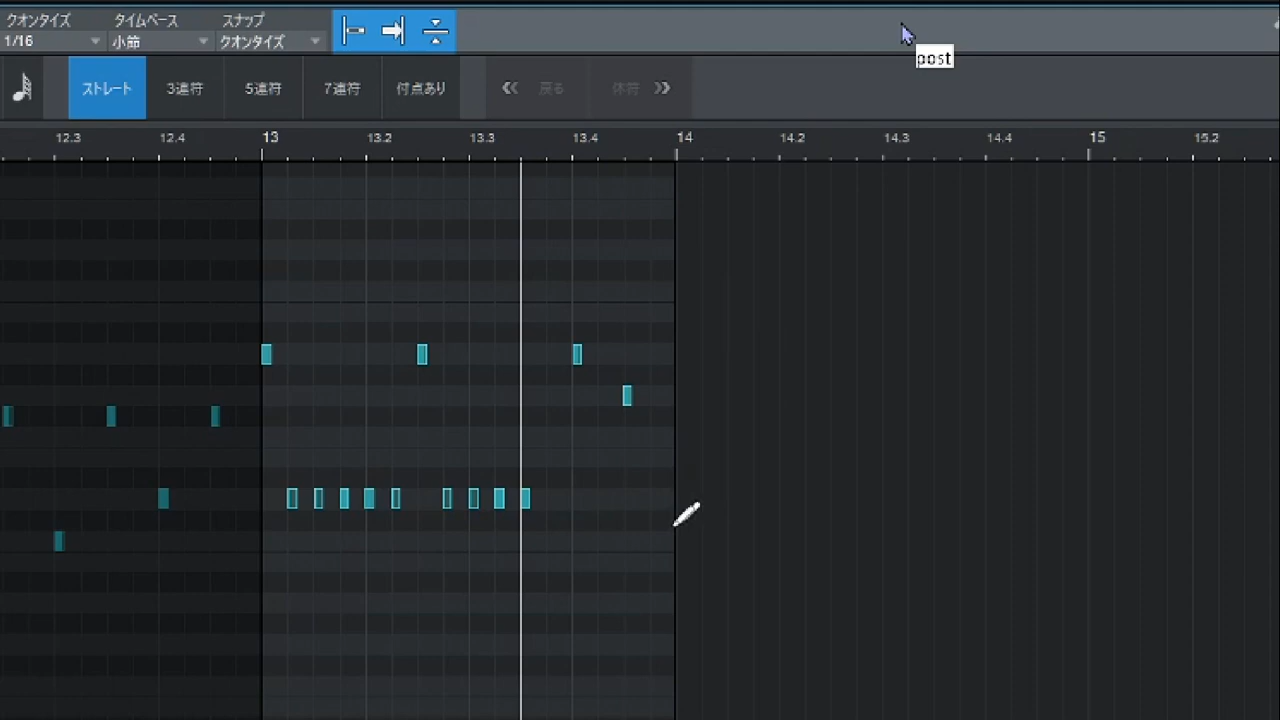 クオンタイズ タイムベース スナップ
1/16 小節 クオンタイズ
post
ストレート 3連符 5連符 7連符 付点あり 戻る 休符
12.3 12.4 13 13.2 13.3 13.4 14 14.2 14.3 14.4 15 15.2